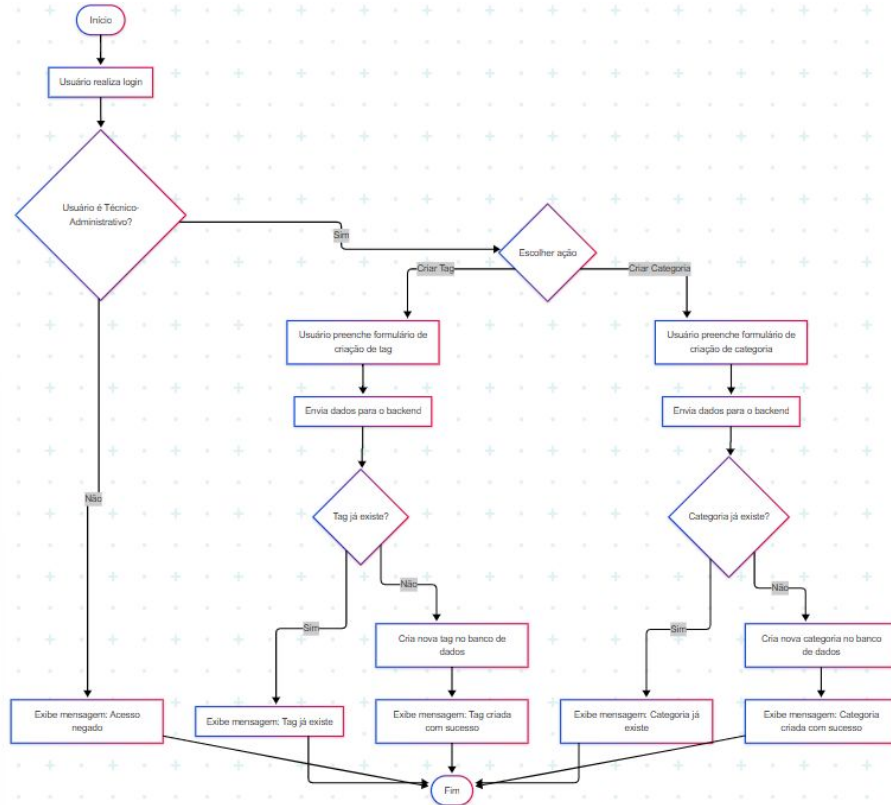 Início
Usuário realiza login
Usuário é Técnico-
Administrativo?
Sim
Escolher ação
Criar Tag
Criar Categoria
Usuário preenche formulário de
criação de tag
Usuário preenche formulário de
criação de categoria
Envia dados para o backend
Envia dados para o backend
Não
Tag já existe?
Categoria já existe?
Não
Não
Sim
Sim
Cria nova tag no banco de
dados
Cria nova categoria no banco
de dados
Exibe mensagem: Acesso
negado
Exibe mensagem: Tag já existe
Exibe mensagem: Tag criada
com sucesso
Exibe mensagem: Categoria já
existe
Exibe mensagem: Categoria
criada com sucesso
Fim